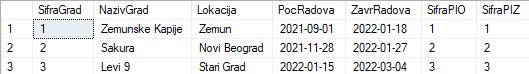 SifraGrad NazivGrad Lokacija PocRadova ZavrRadova SifraPIO SifraPIZ
1 1 Zemunske Kapije Zemun 2021-09-01 2022-01-18 1 1
2 2 Sakura Novi Beograd 2021-11-28 2022-01-27 2 2
3 3 Levi 9 Stari Grad 2022-01-15 2022-03-04 3 3